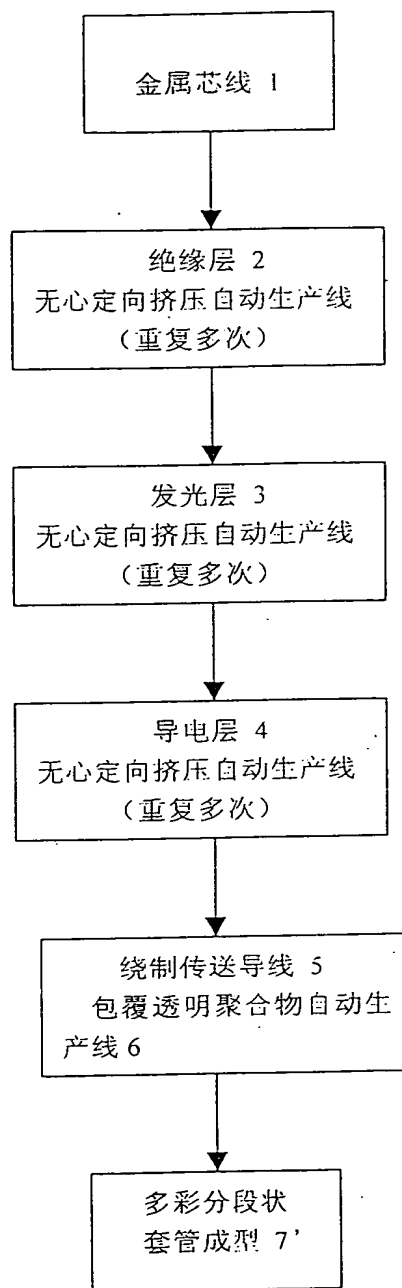 金属芯线 1
绝缘层 2
无心定向挤压自动生产线
（重复多次）
发光层 3
无心定向挤压自动生产线
（重复多次）
导电层 4
无心定向挤压自动生产线
（重复多次）
绕制传送导线 5
包覆透明聚合物自动生
产线 6
多彩分段状
套管成型 7’